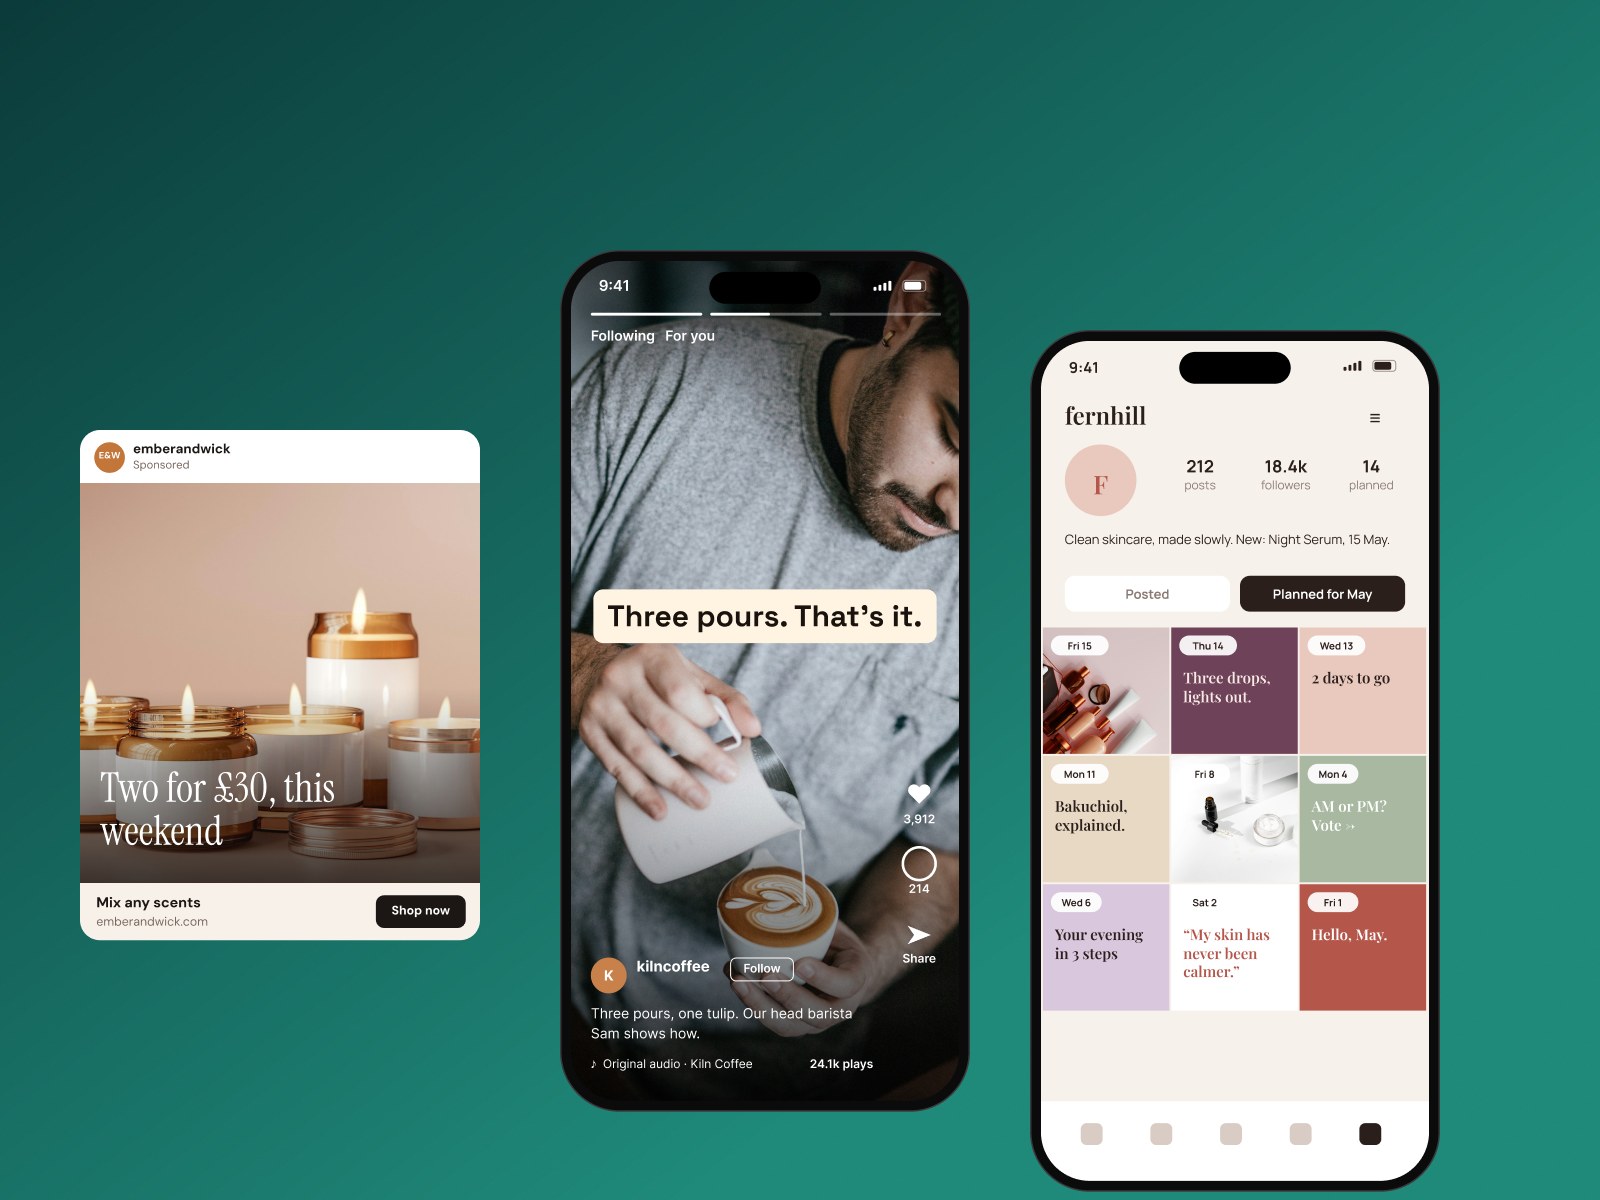 E&W
emberandwick
Sponsored
Two for £30, this
weekend
Mix any scents
emberandwick.com
Shop now
9:41
Following For you
Three pours. That's it.
3,912
214
Share
K
kilncoffee
Follow
Three pours, one tulip. Our head barista
Sam shows how.
♪ Original audio · Kiln Coffee
24.1k plays
9:41
fernhill
F
212
posts
18.4k
followers
14
planned
Clean skincare, made slowly. New: Night Serum, 15 May.
Posted
Planned for May
Fri 15
Thu 14
Three drops,
lights out.
Wed 13
2 days to go
Mon 11
Bakuchiol,
explained.
Fri 8
Mon 4
AM or PM?
Vote →
Wed 6
Your evening
in 3 steps
Sat 2
“My skin has
never been
calmer.”
Fri 1
Hello, May.